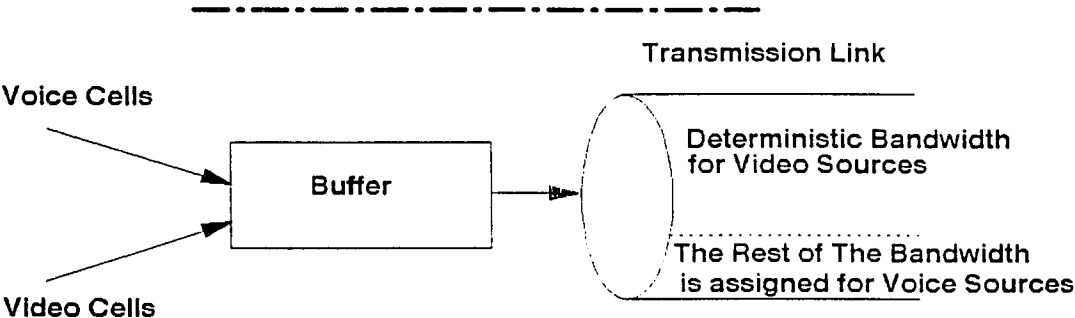 Transmission Link
Voice Cells
Deterministic Bandwidth
for Video Sources
Buffer
The Rest of The Bandwidth
is assigned for Voice Sources
Video Cells